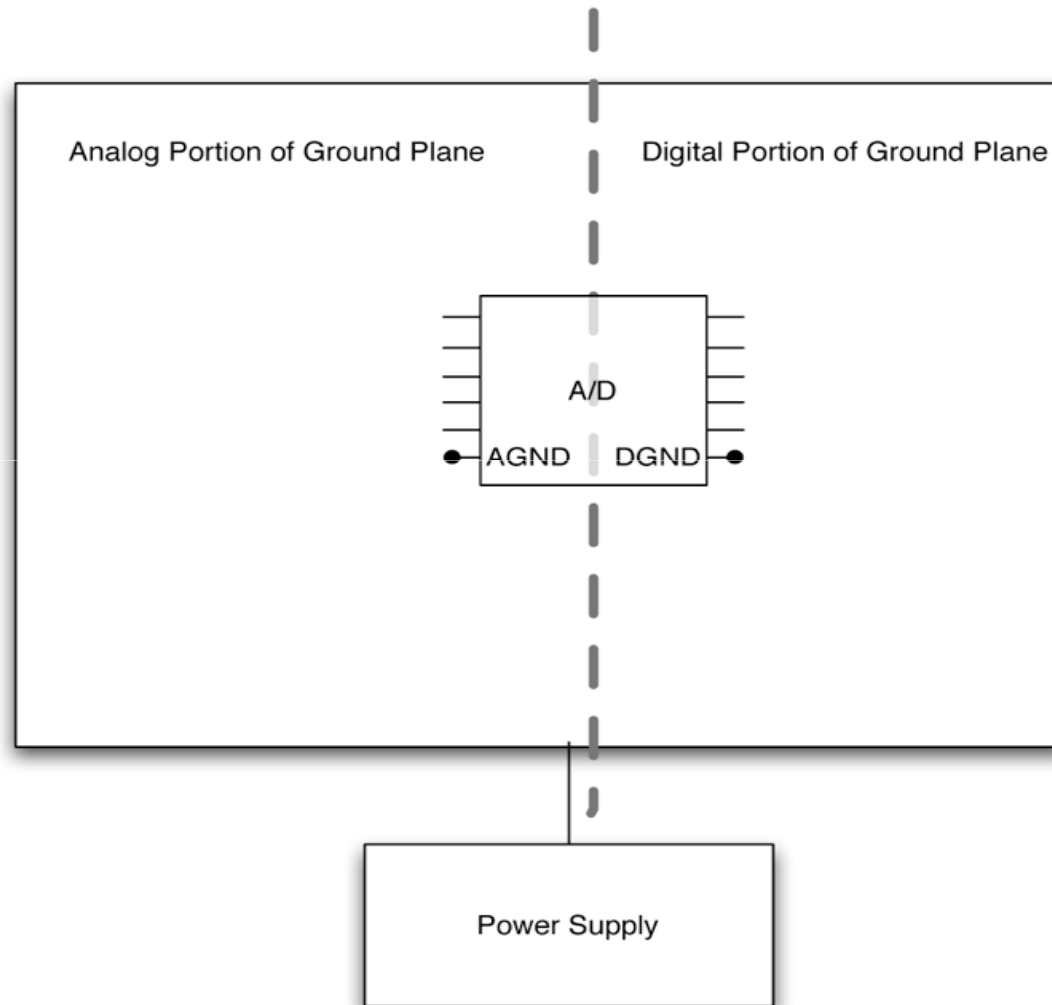 Analog Portion of Ground Plane
Digital Portion of Ground Plane
A/D
AGND
DGND
Power Supply